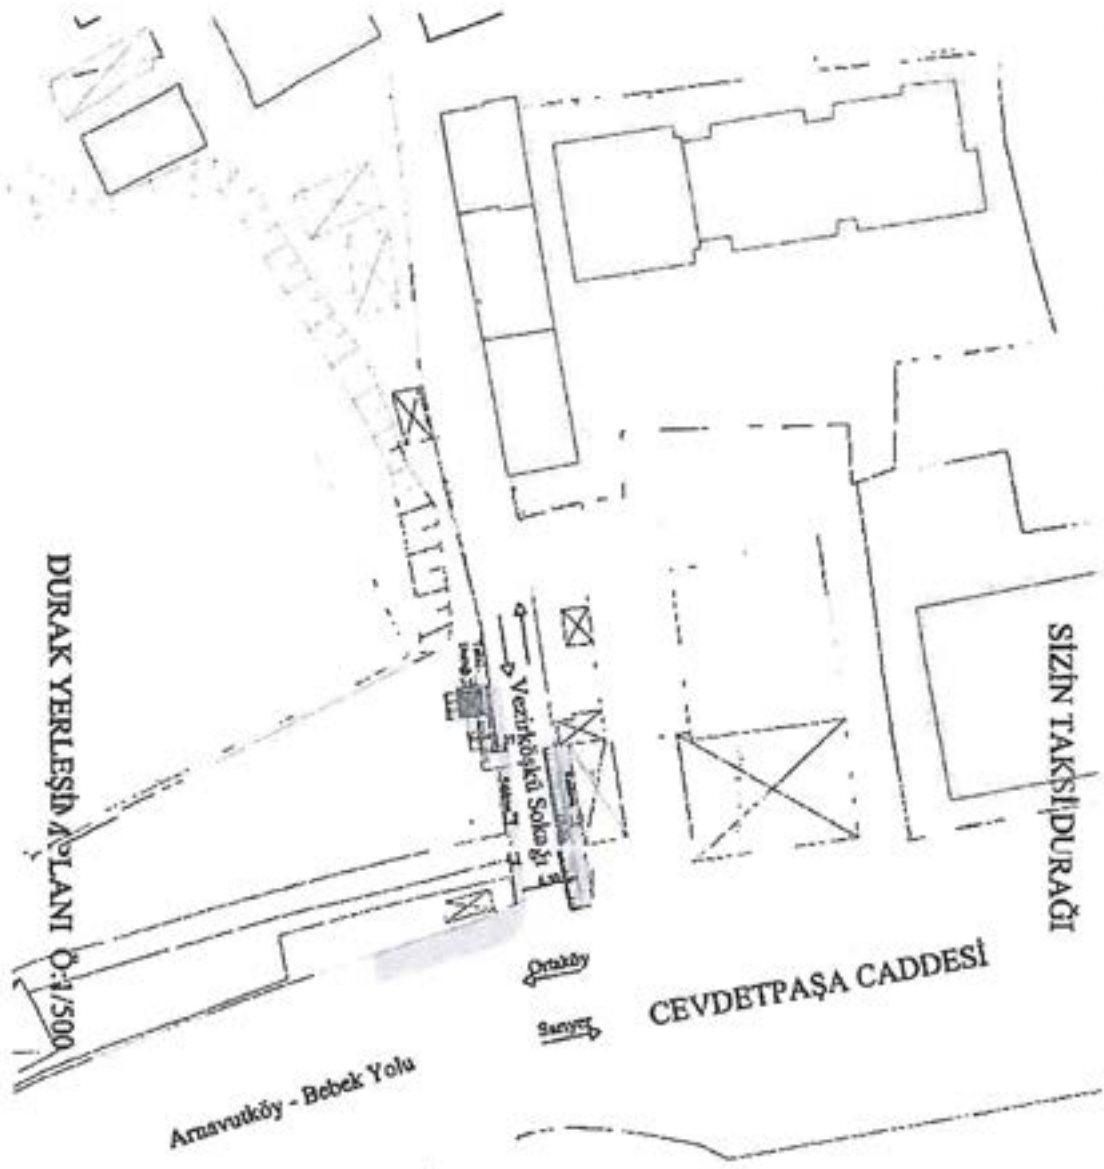 SİZİN TAKSİ DURAĞI
DURAK YERLEŞİM PLANI Ö:1/500
Vezirköşkü Sokağı
Ortaköy
Sarıyer
CEVDETPAŞA CADDESİ
Arnavutköy - Bebek Yolu